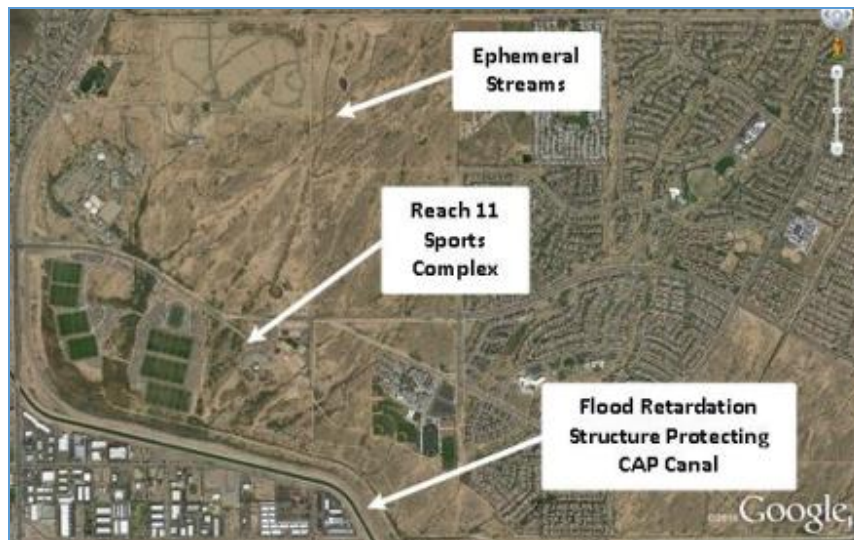 Ephemeral
Streams
Reach 11
Sports
Complex
Flood Retardation
Structure Protecting
CAP Canal
Google